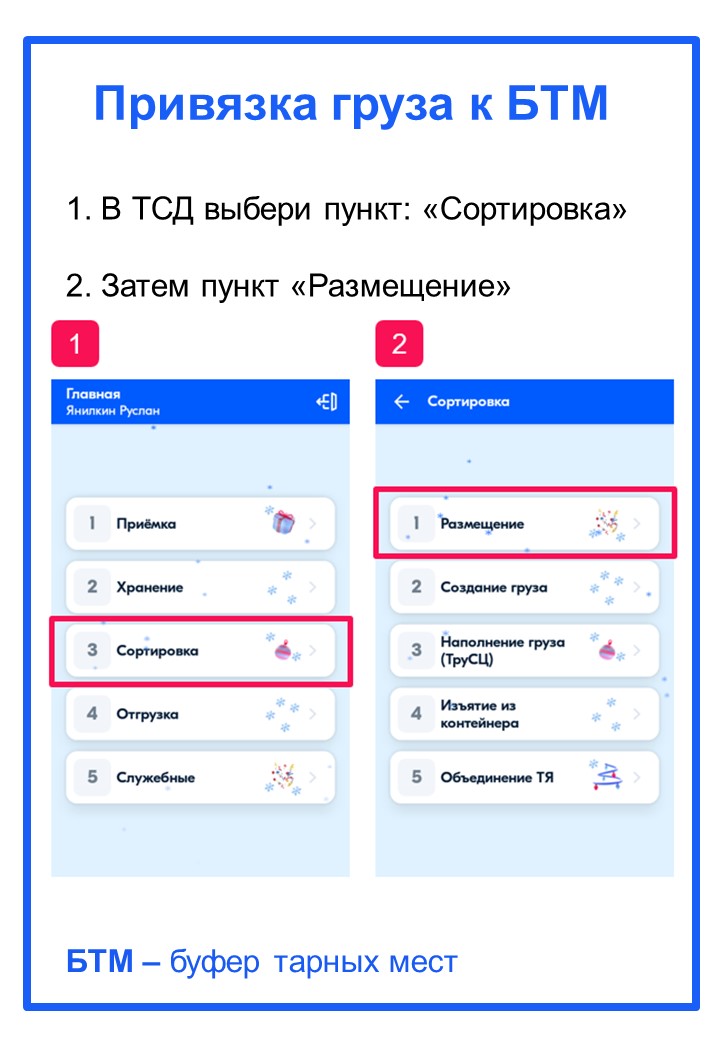 Привязка груза к БТМ
1. В ТСД выбери пункт: «Сортировка»
2. Затем пункт «Размещение»
1
Главная
Янилкин Руслан
1 Приёмка
2 Хранение
3 Сортировка
4 Отгрузка
5 Служебные
2
Сортировка
1 Размещение
2 Создание груза
3 Наполнение груза
(ТруСЦ)
4 Изъятие из
контейнера
5 Объединение ТЯ
БТМ – буфер тарных мест